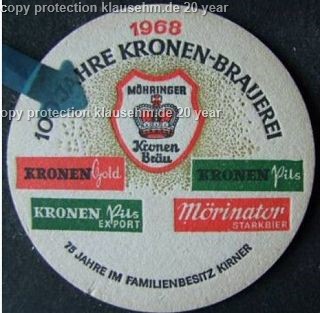 copy protection klausehm.de 20 year
1968
100 JAHRE KRONEN-BRAUEREI
MÖHRINGER
Kronen
Bräu
copy protection klausehm.de 20 year
KRONEN Gold
KRONEN Pils
KRONEN Pils
EXPORT
Mörinator
STARKBIER
75 JAHRE IM FAMILIENBESITZ KIRNER